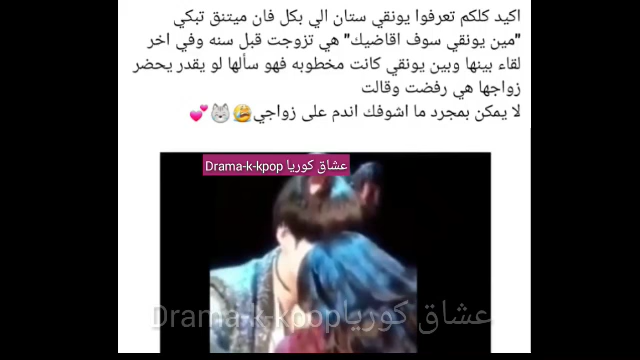 اكيد كلكم تعرفوا يونقي ستان الي بكل فان ميتنق تبكي
"مين يونقي سوف اقاضيك" هي تزوجت قبل سنه وفي اخر
لقاء بينها وبين يونقي كانت مخطوبه فهو سألها لو يقدر يحضر
زواجها هي رفضت وقالت
لا يمكن بمجرد ما اشوفك اندم على زواجي😭🐺💕
عشاق كوريا Drama-k-kpop
عشاق كوريا Drama-k-kpop